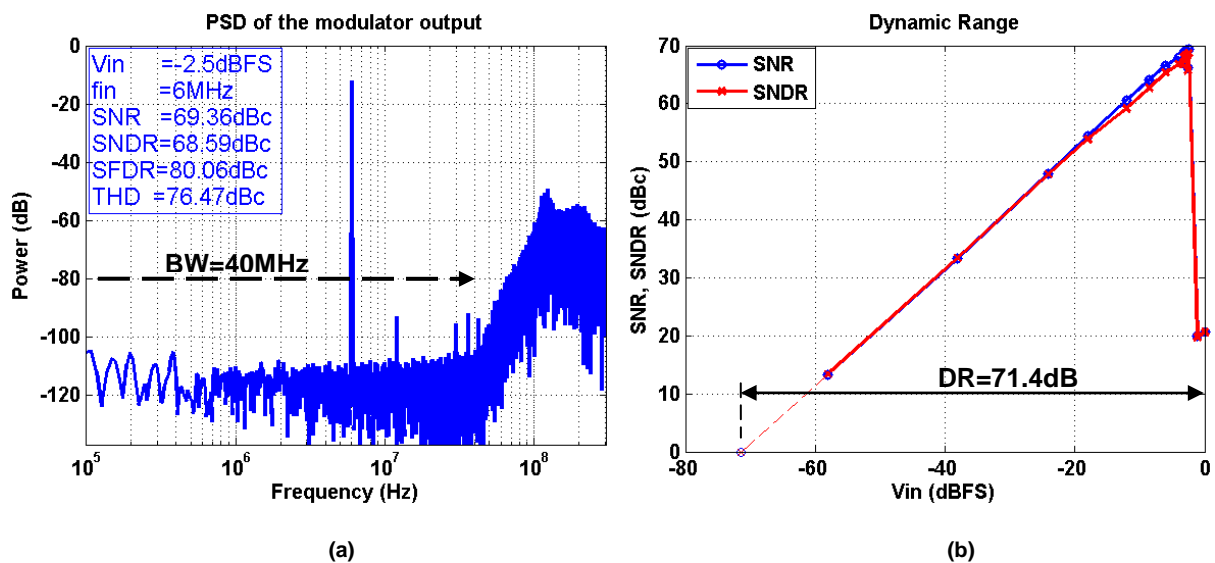 PSD of the modulator output
0
-20
-40
-60
-80
-100
-120
Power (dB)
Vin =-2.5dBFS
fin =6MHz
SNR =69.36dBc
SNDR=68.59dBc
SFDR=80.06dBc
THD =76.47dBc
BW=40MHz
10^5 10^6 10^7 10^8
Frequency (Hz)
(a)
Dynamic Range
70
60
50
40
30
20
10
0
SNR, SNDR (dBc)
SNR
SNDR
DR=71.4dB
-80 -60 -40 -20 0
Vin (dBFS)
(b)